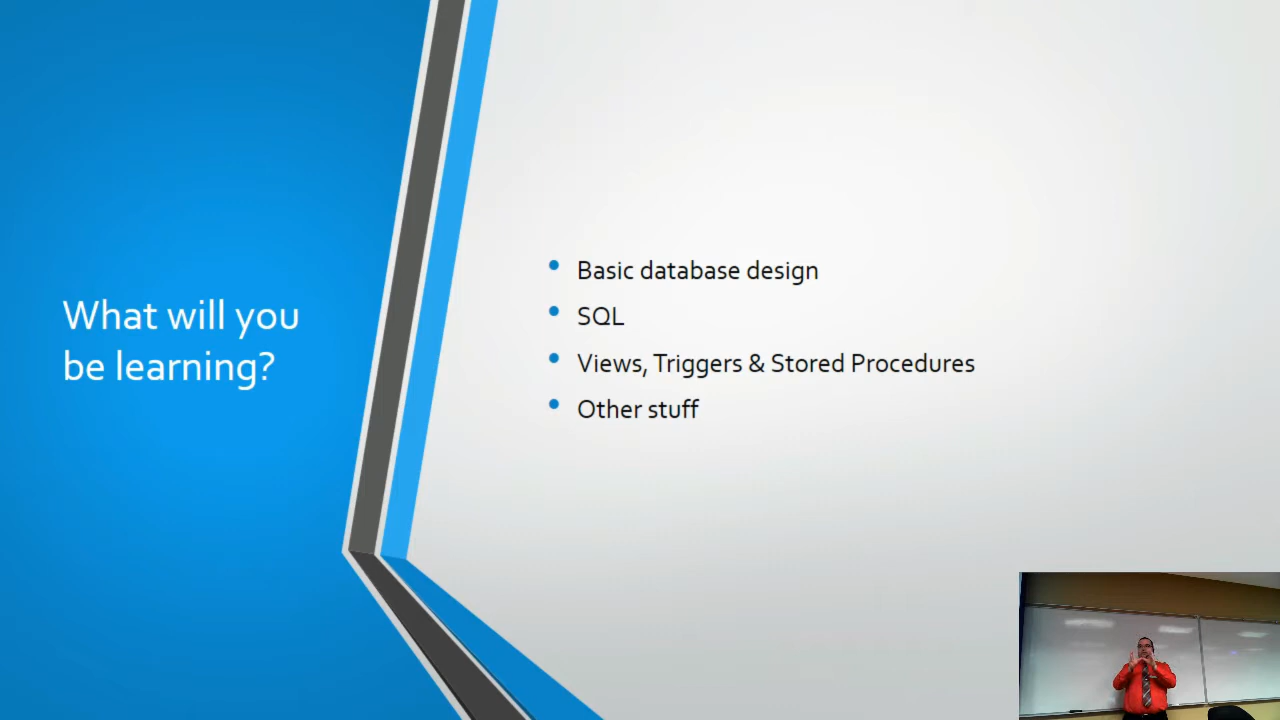 What will you
be learning?
Basic database design
SQL
Views, Triggers & Stored Procedures
Other stuff